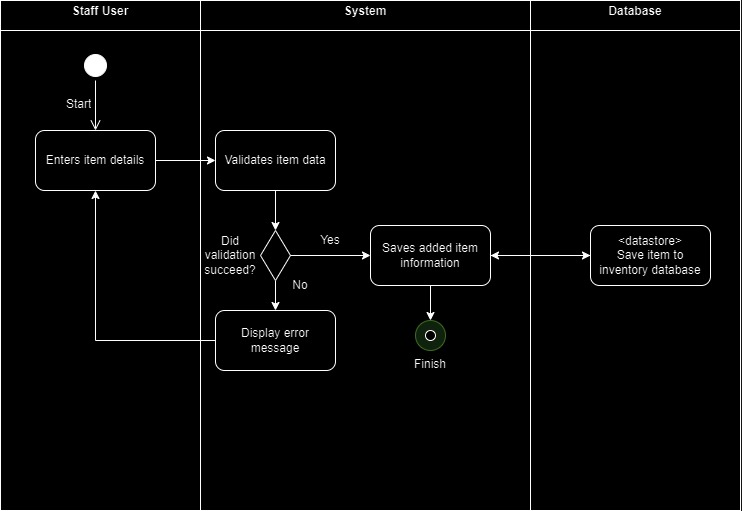 Staff User
System
Database
Start
Enters item details
Validates item data
Did
validation
succeed?
Yes
No
Saves added item
information
<datastore>
Save item to
inventory database
Display error
message
Finish